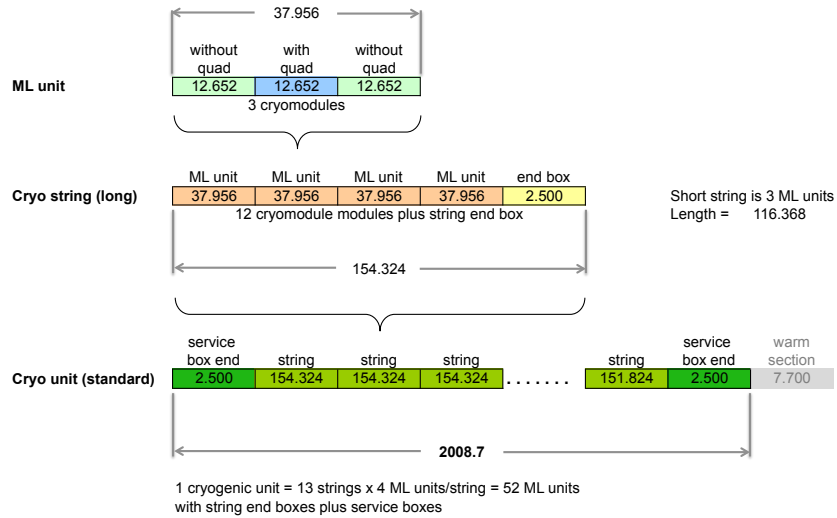 37.956
without with without
quad quad quad
ML unit 12.652 12.652 12.652
3 cryomodules
ML unit ML unit ML unit ML unit end box
Cryo string (long) 37.956 37.956 37.956 37.956 2.500 Short string is 3 ML units
12 cryomodule modules plus string end box Length = 116.368
154.324
service service warm
box end string string string string box end section
Cryo unit (standard) 2.500 154.324 154.324 154.324 ....... 151.824 2.500 7.700
2008.7
1 cryogenic unit = 13 strings x 4 ML units/string = 52 ML units
with string end boxes plus service boxes